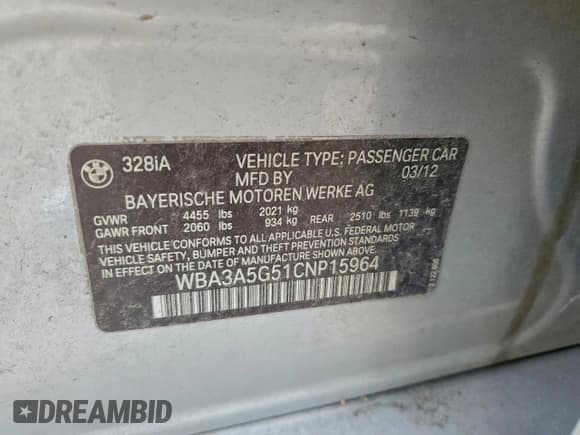 328iA VEHICLE TYPE: PASSENGER CAR
MFD BY 03/12
BAYERISCHE MOTOREN WERKE AG
GVWR 4455 lbs 2021 kg
GAWR FRONT 2060 lbs 934 kg REAR 2510 lbs 1139 kg
THIS VEHICLE CONFORMS TO ALL APPLICABLE U.S. FEDERAL MOTOR
VEHICLE SAFETY, BUMPER AND THEFT PREVENTION STANDARDS
IN EFFECT ON THE DATE OF MANUFACTURE SHOWN ABOVE.
WBA3A5G51CNP15964
DREAMBID